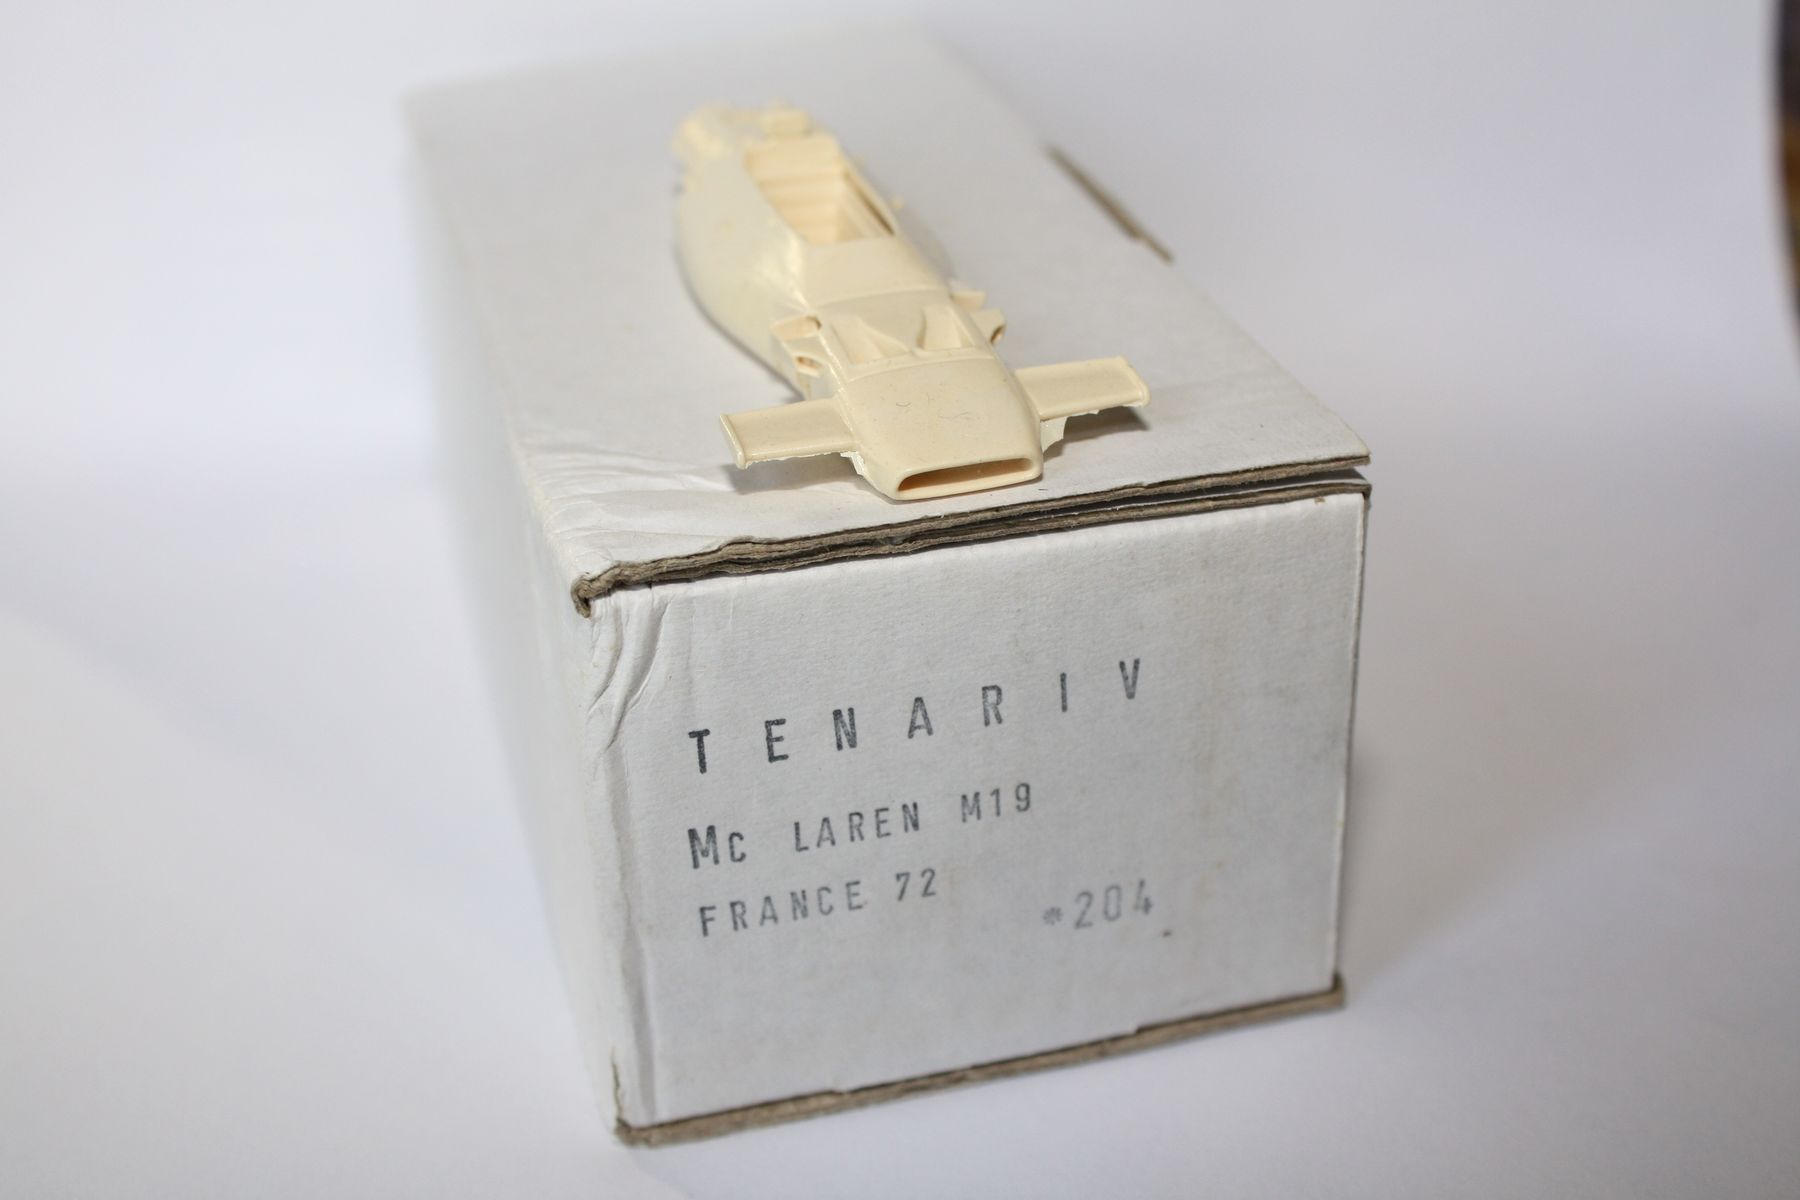 TENARIV
Mc LAREN M19
FRANCE 72
*204